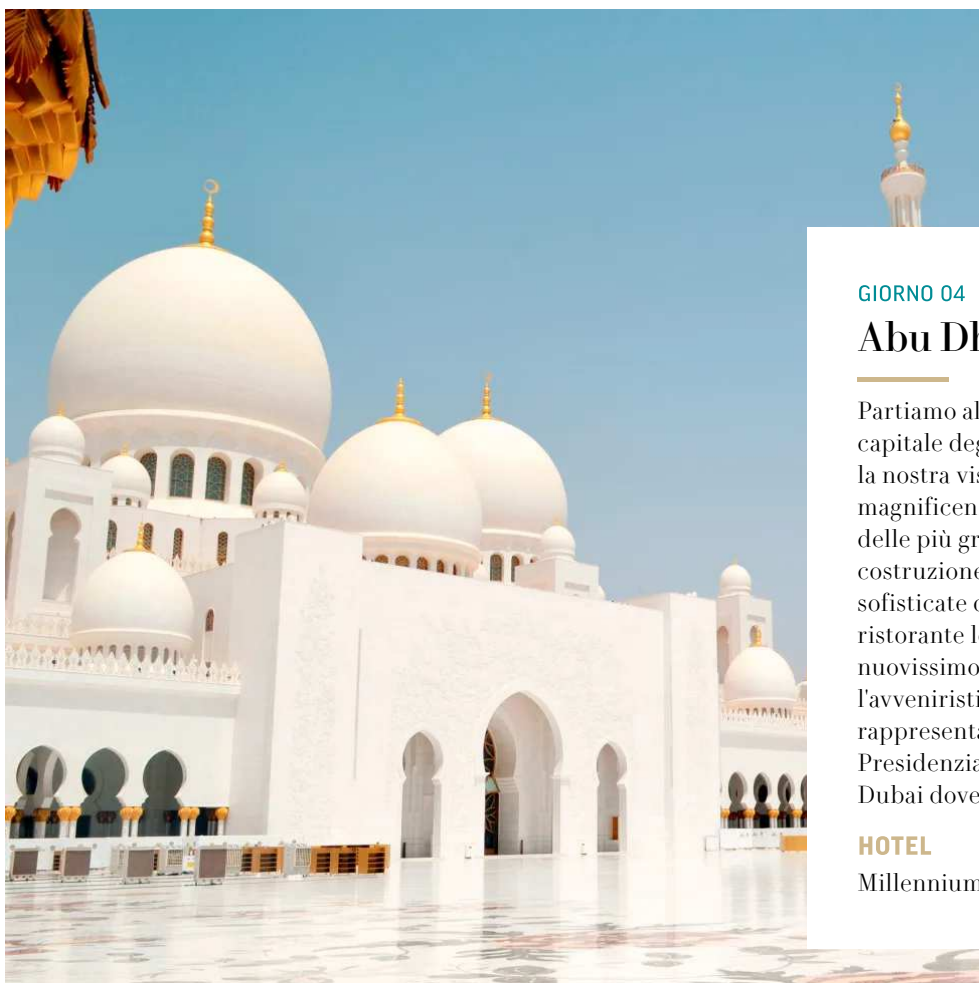 GIORNO 04
Abu Dh
Partiamo al
capitale deg
la nostra vis
magnificen
delle più gr
costruzione
sofisticate d
ristorante l
nuovissimo
l'avveniristi
rappresenta
Presidenzia
Dubai dove
HOTEL
Millennium